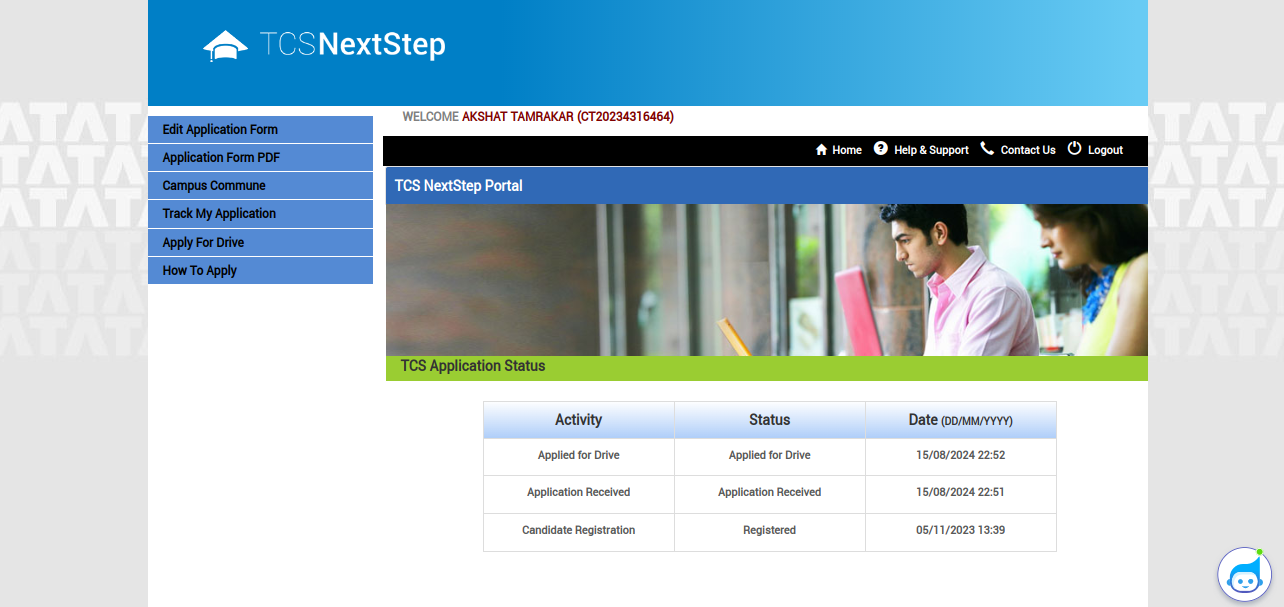 TCSNextStep
WELCOME AKSHAT TAMRAKAR (CT20234316464)
Edit Application Form
Application Form PDF
Campus Commune
Track My Application
Apply For Drive
How To Apply
Home Help & Support Contact Us Logout
TCS NextStep Portal
TCS Application Status
Activity Status Date (DD/MM/YYYY)
Applied for Drive Applied for Drive 15/08/2024 22:52
Application Received Application Received 15/08/2024 22:51
Candidate Registration Registered 05/11/2023 13:39